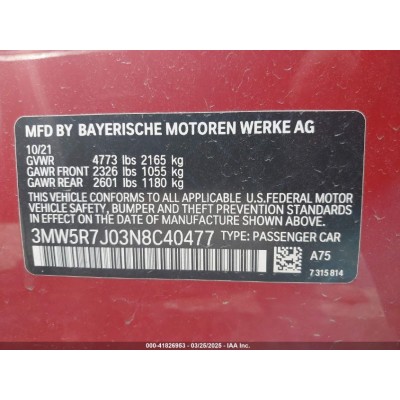 MFD BY BAYERISCHE MOTOREN WERKE AG
10/21
GVWR 4773 lbs 2165 kg
GAWR FRONT 2326 lbs 1055 kg
GAWR REAR 2601 lbs 1180 kg
THIS VEHICLE CONFORMS TO ALL APPLICABLE U.S.FEDERAL MOTOR
VEHICLE SAFETY, BUMPER, AND THEFT PREVENTION STANDARDS IN
EFFECT ON THE DATE OF MANUFACTURE SHOWN ABOVE.
3MW5R7J03N8C40477 TYPE: PASSENGER CAR
A75
7 315 814
000-41826953 | 03/25/2025 - IAA Inc.